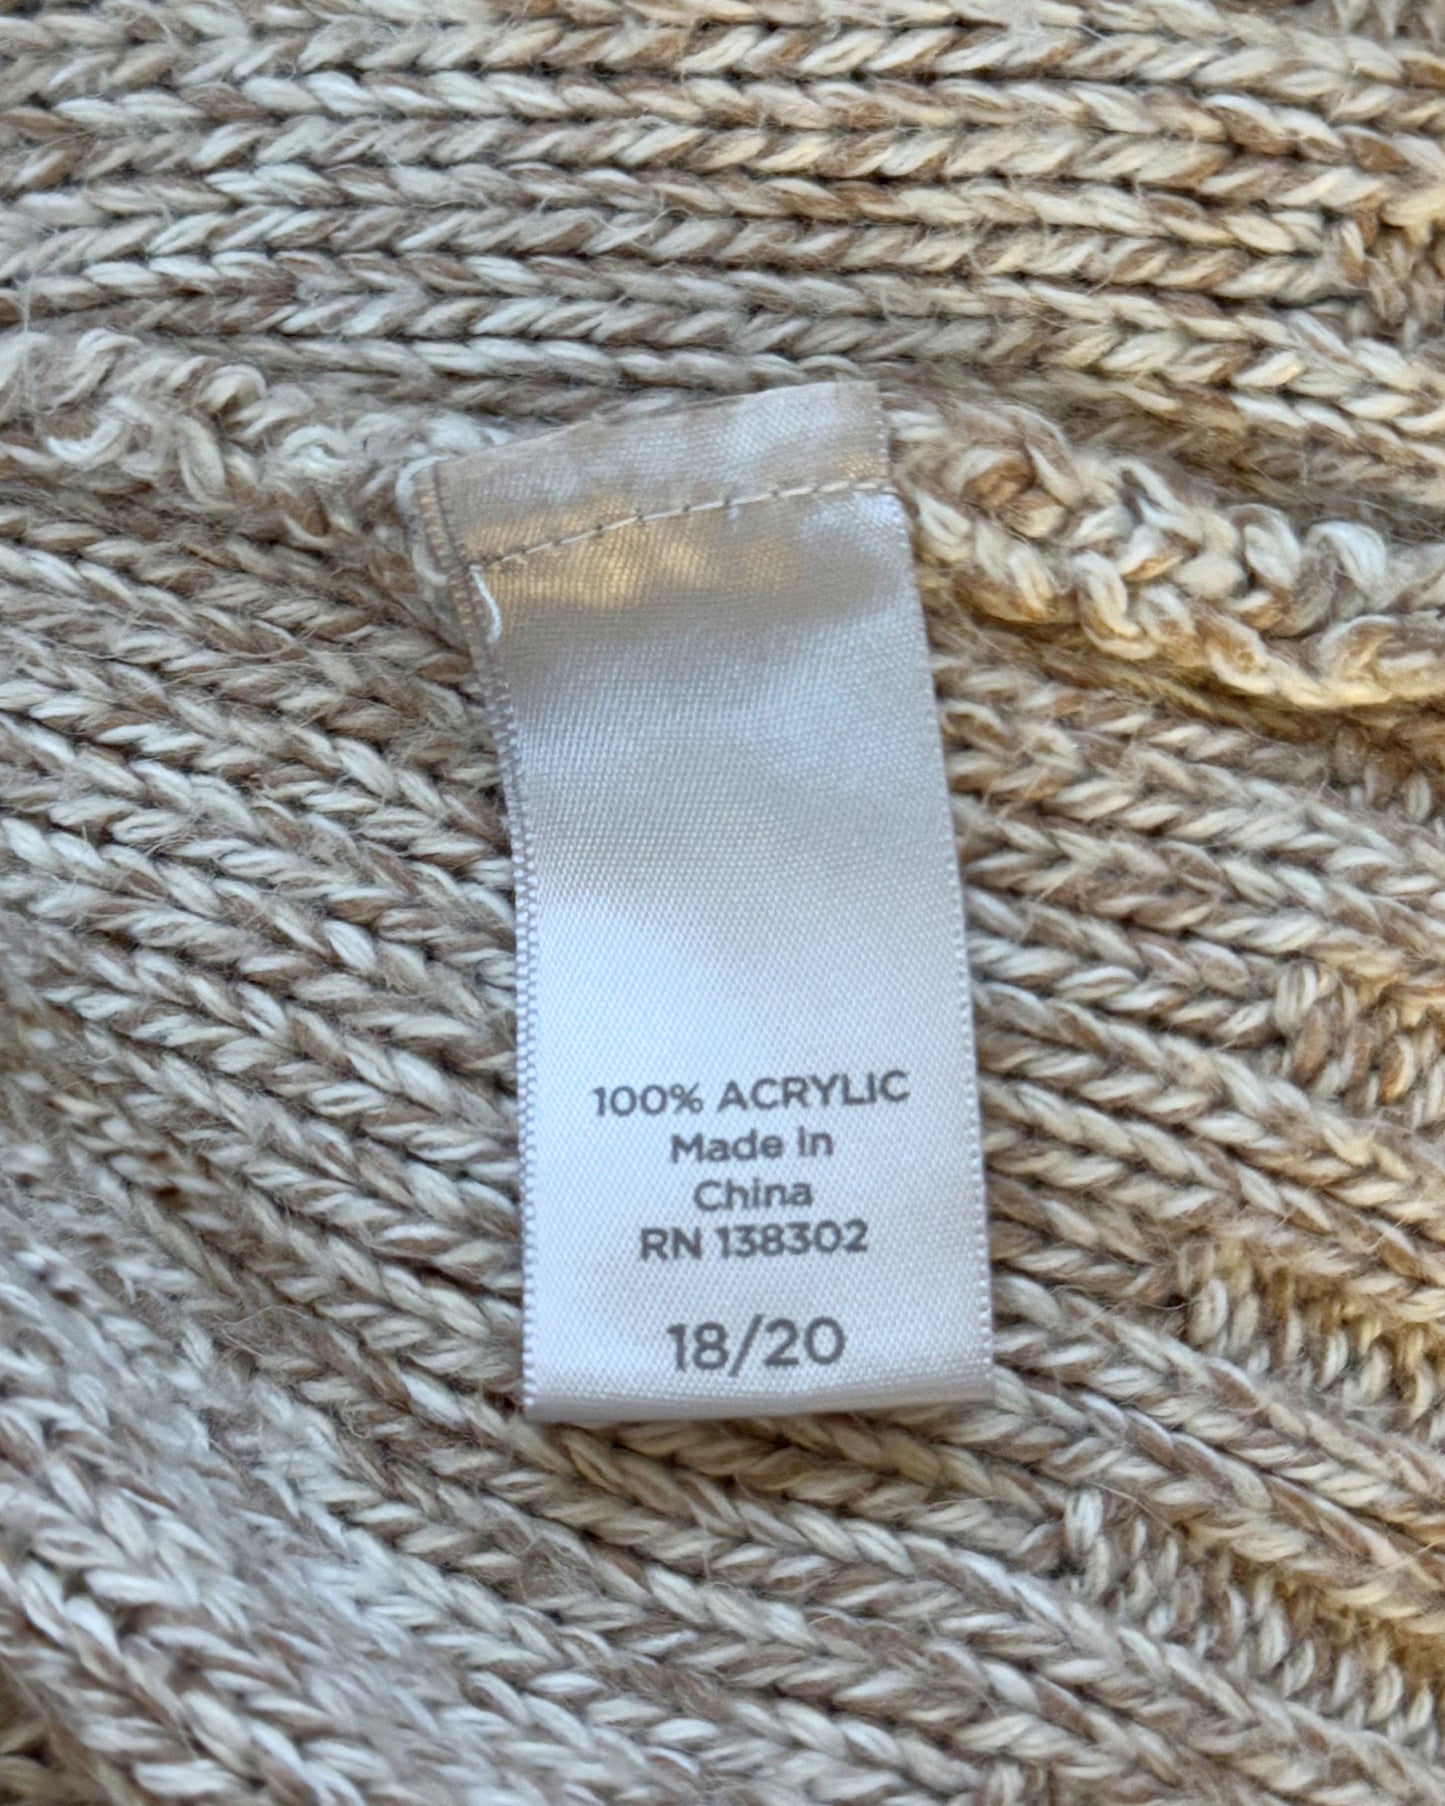 100% ACRYLIC
Made in
China
RN 138302
18/20